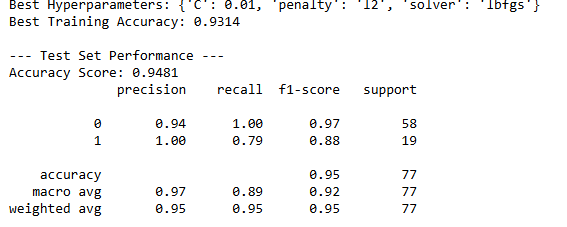 Best Hyperparameters: {'C': 0.01, 'penalty': 'l2', 'solver': 'lbfgs'}
Best Training Accuracy: 0.9314
--- Test Set Performance ---
Accuracy Score: 0.9481
precision recall f1-score support
0 0.94 1.00 0.97 58
1 1.00 0.79 0.88 19
accuracy 0.95 77
macro avg 0.97 0.89 0.92 77
weighted avg 0.95 0.95 0.95 77